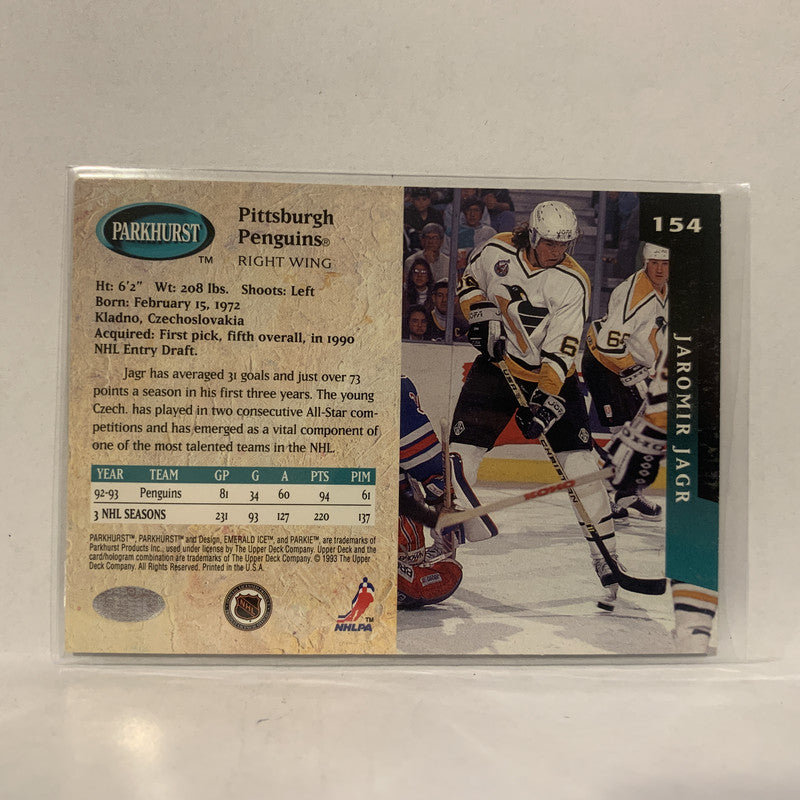 PARKHURST
TM
Pittsburgh
Penguins®
RIGHT WING
Ht: 6'2" Wt: 208 lbs. Shoots: Left
Born: February 15, 1972
Kladno, Czechoslovakia
Acquired: First pick, fifth overall, in 1990
NHL Entry Draft.
Jagr has averaged 31 goals and just over 73
points a season in his first three years. The young
Czech. has played in two consecutive All-Star com-
petitions and has emerged as a vital component of
one of the most talented teams in the NHL.
YEAR TEAM GP G A PTS PIM
92-93 Penguins 81 34 60 94 61
3 NHL SEASONS 231 93 127 220 137
PARKHURST™, PARKHURST™ and Design, EMERALD ICE™, and PARKIE™, are trademarks of
Parkhurst Products Inc., used under license by The Upper Deck Company. Upper Deck and the
card/hologram combination are trademarks of The Upper Deck Company. © 1993 The Upper
Deck Company. All Rights Reserved. Printed in the U.S.A.
NHL
TM
NHLPA
154
JAROMIR JAGR
68
KOHO